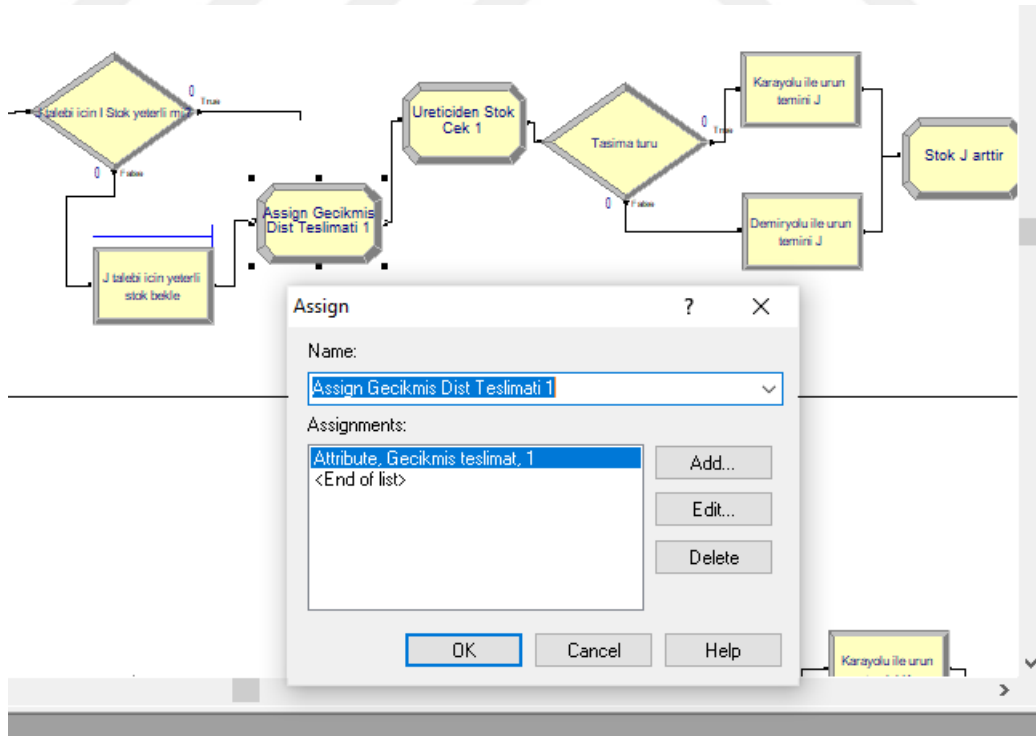 J talebi icin I Stok yeterli mi?
0
True
0
False
J talebi icin yeterli
stok bekle
Assign Gecikmis
Dist Teslimati 1
Ureticiden Stok
Cek 1
Tasima turu
0
True
0
False
Karayolu ile urun
temini J
Demiryolu ile urun
temini J
Stok J arttir
Assign
?
Name:
Assign Gecikmis Dist Teslimati 1
Assignments:
Attribute, Gecikmis teslimat, 1
<End of list>
Add...
Edit...
Delete
OK
Cancel
Help
Karayolu ile urun